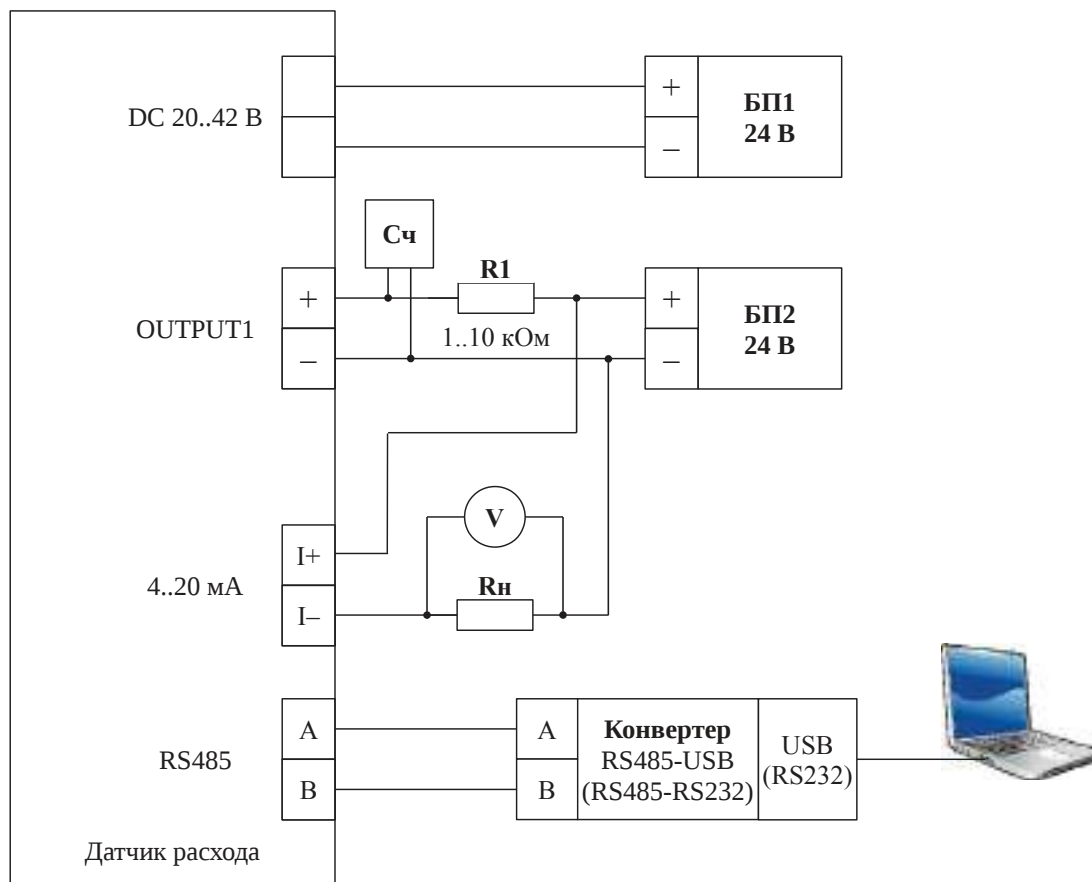 DC 20..42 В
+
–
БП1
24 В
Сч
R1
1..10 кОм
OUTPUT1
+
–
+
–
БП2
24 В
V
Rн
4..20 мА
I+
I–
RS485
A
B
A
B
Конвертер
RS485-USB
(RS485-RS232)
USB
(RS232)
Датчик расхода